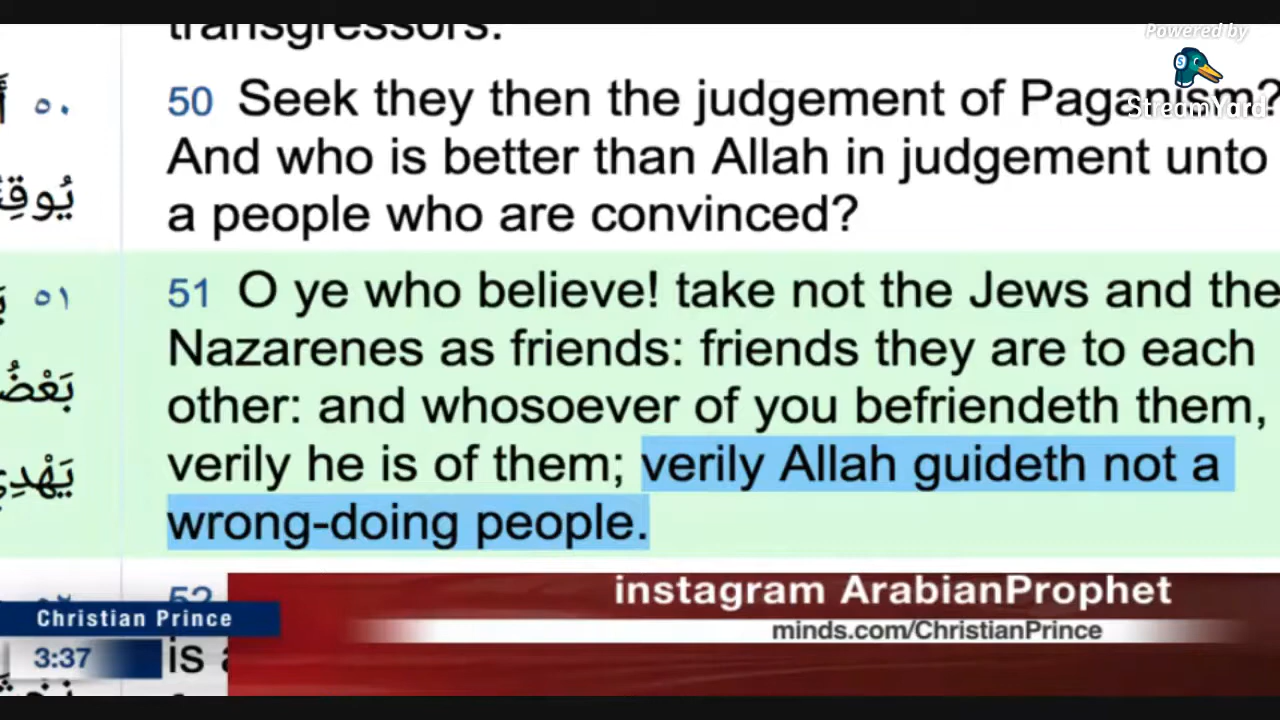 transgressors.
Powered by
StreamYard
٥٠
50 Seek they then the judgement of Paganism?
And who is better than Allah in judgement unto
a people who are convinced?
٥١
51 O ye who believe! take not the Jews and the
Nazarenes as friends: friends they are to each
other: and whosoever of you befriendeth them,
verily he is of them; verily Allah guideth not a
wrong-doing people.
52
is
instagram ArabianProphet
minds.com/ChristianPrince
Christian Prince
3:37